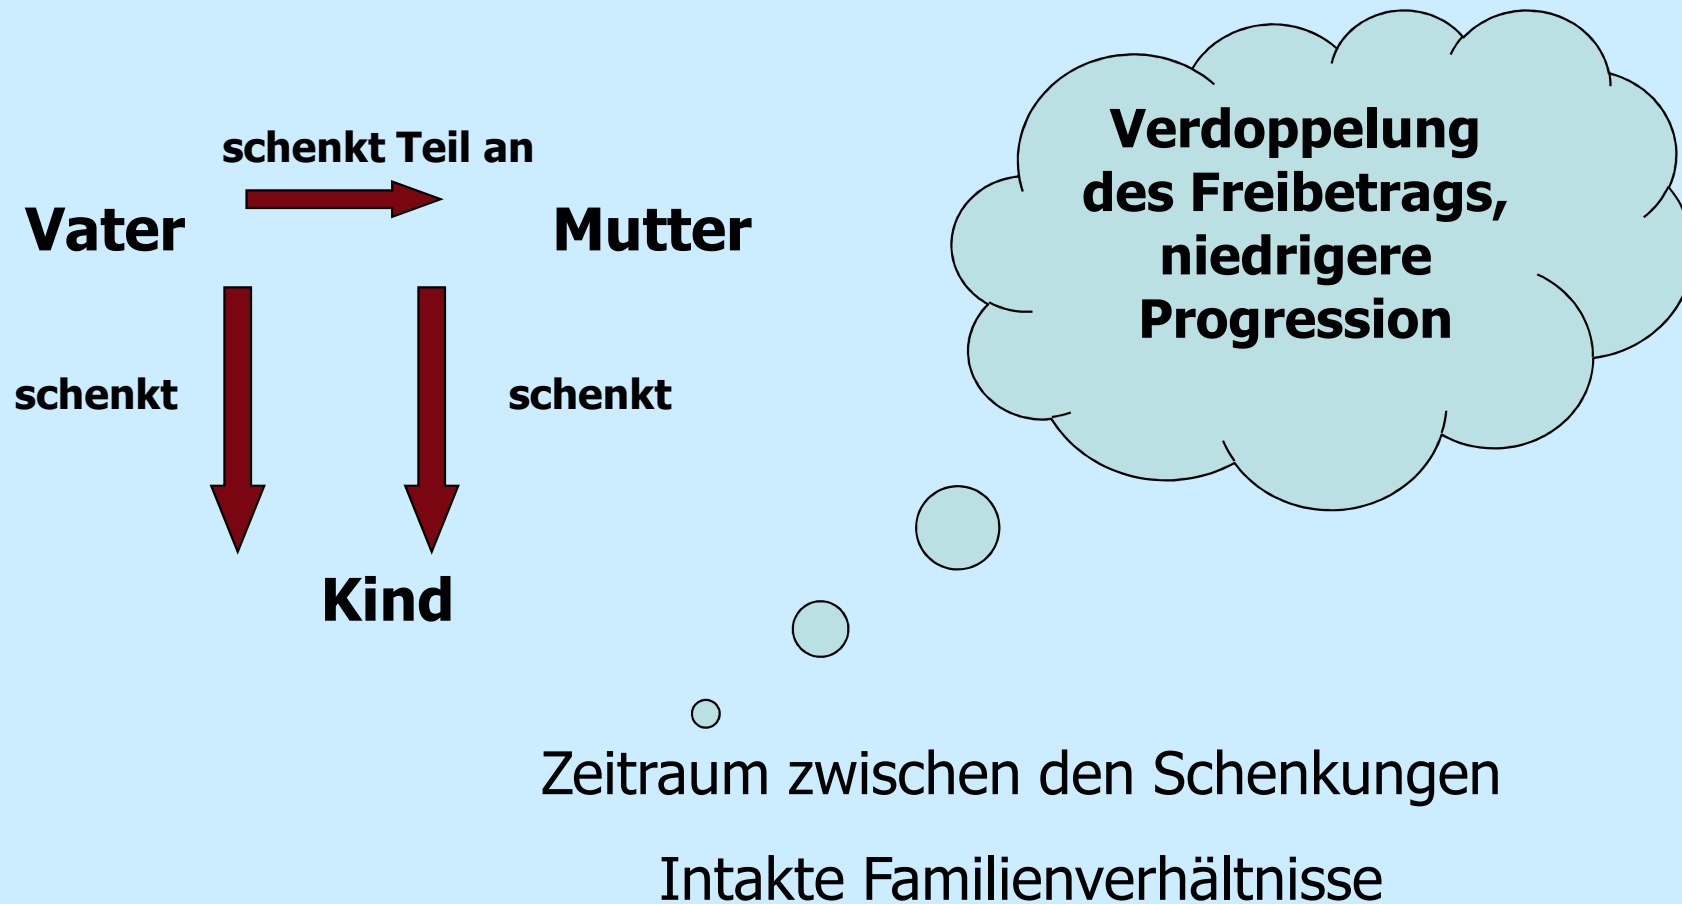 schenkt Teil an
Vater
Mutter
schenkt
schenkt
Kind
Verdoppelung
des Freibetrags,
niedrigere
Progression
Zeitraum zwischen den Schenkungen
Intakte Familienverhältnisse